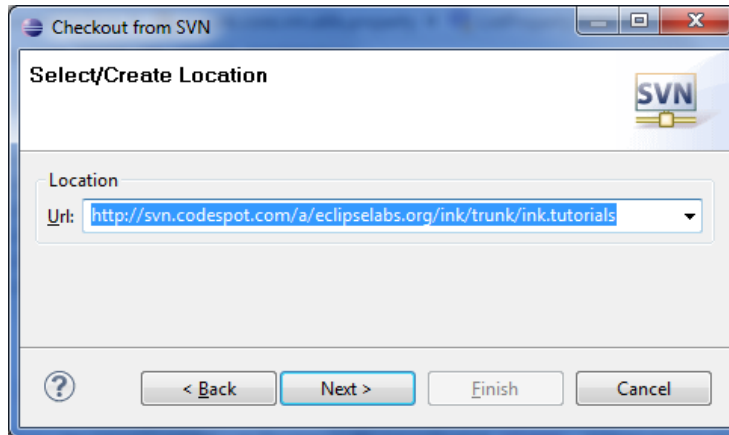 Checkout from SVN
Select/Create Location
SVN
Location
Url: http://svn.codespot.com/a/eclipselabs.org/ink/trunk/ink.tutorials
? < Back Next > Finish Cancel